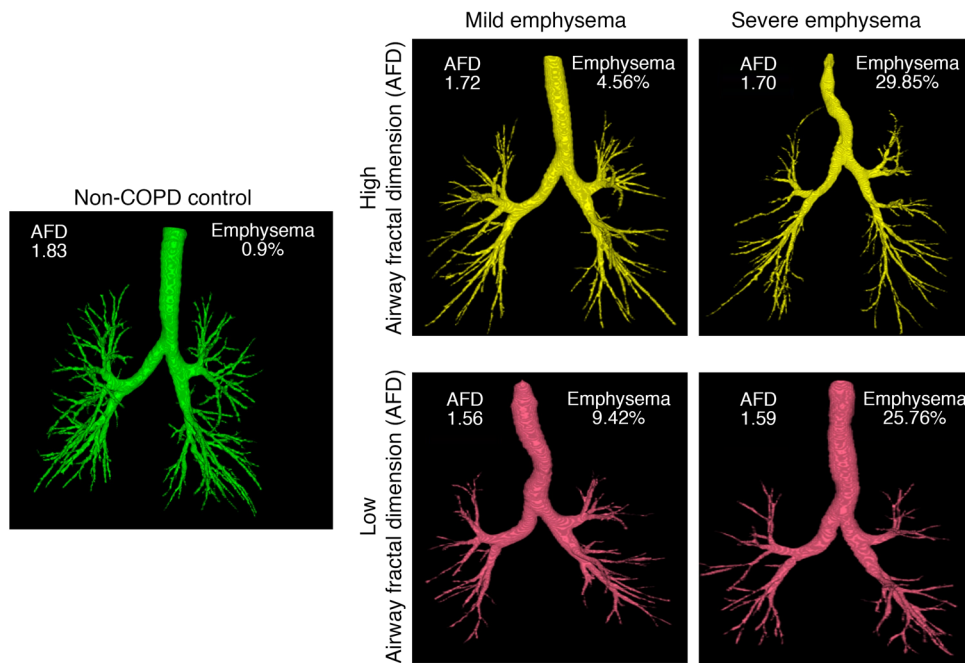 Mild emphysema
Severe emphysema
Airway fractal dimension (AFD)
High
AFD
1.72
Emphysema
4.56%
AFD
1.70
Emphysema
29.85%
Non-COPD control
AFD
1.83
Emphysema
0.9%
Airway fractal dimension (AFD)
Low
AFD
1.56
Emphysema
9.42%
AFD
1.59
Emphysema
25.76%